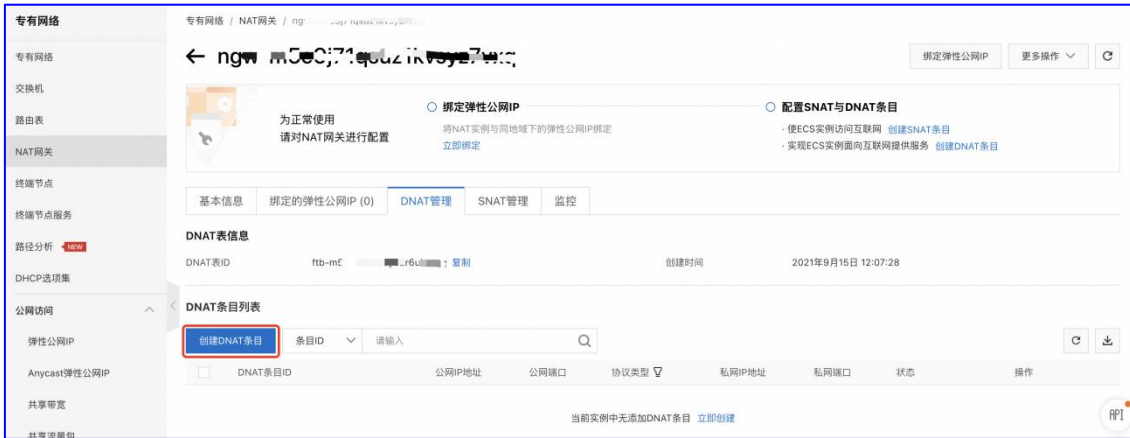 专有网络
专有网络 / NAT网关 /
专有网络
交换机
路由表
NAT网关
终端节点
终端节点服务
路径分析 NEW
DHCP选项集
公网访问
弹性公网IP
Anycast弹性公网IP
共享带宽
共享流量包
绑定弹性公网IP
更多操作
为正常使用
请对NAT网关进行配置
绑定弹性公网IP
将NAT实例与同地域下的弹性公网IP绑定
立即绑定
配置SNAT与DNAT条目
· 使ECS实例访问互联网 创建SNAT条目
· 实现ECS实例面向互联网提供服务 创建DNAT条目
基本信息 绑定的弹性公网IP (0) DNAT管理 SNAT管理 监控
DNAT表信息
DNAT表ID 复制 创建时间 2021年9月15日 12:07:28
DNAT条目列表
创建DNAT条目 条目ID 请输入
DNAT条目ID 公网IP地址 公网端口 协议类型 私网IP地址 私网端口 状态 操作
当前实例中无添加DNAT条目 立即创建
API